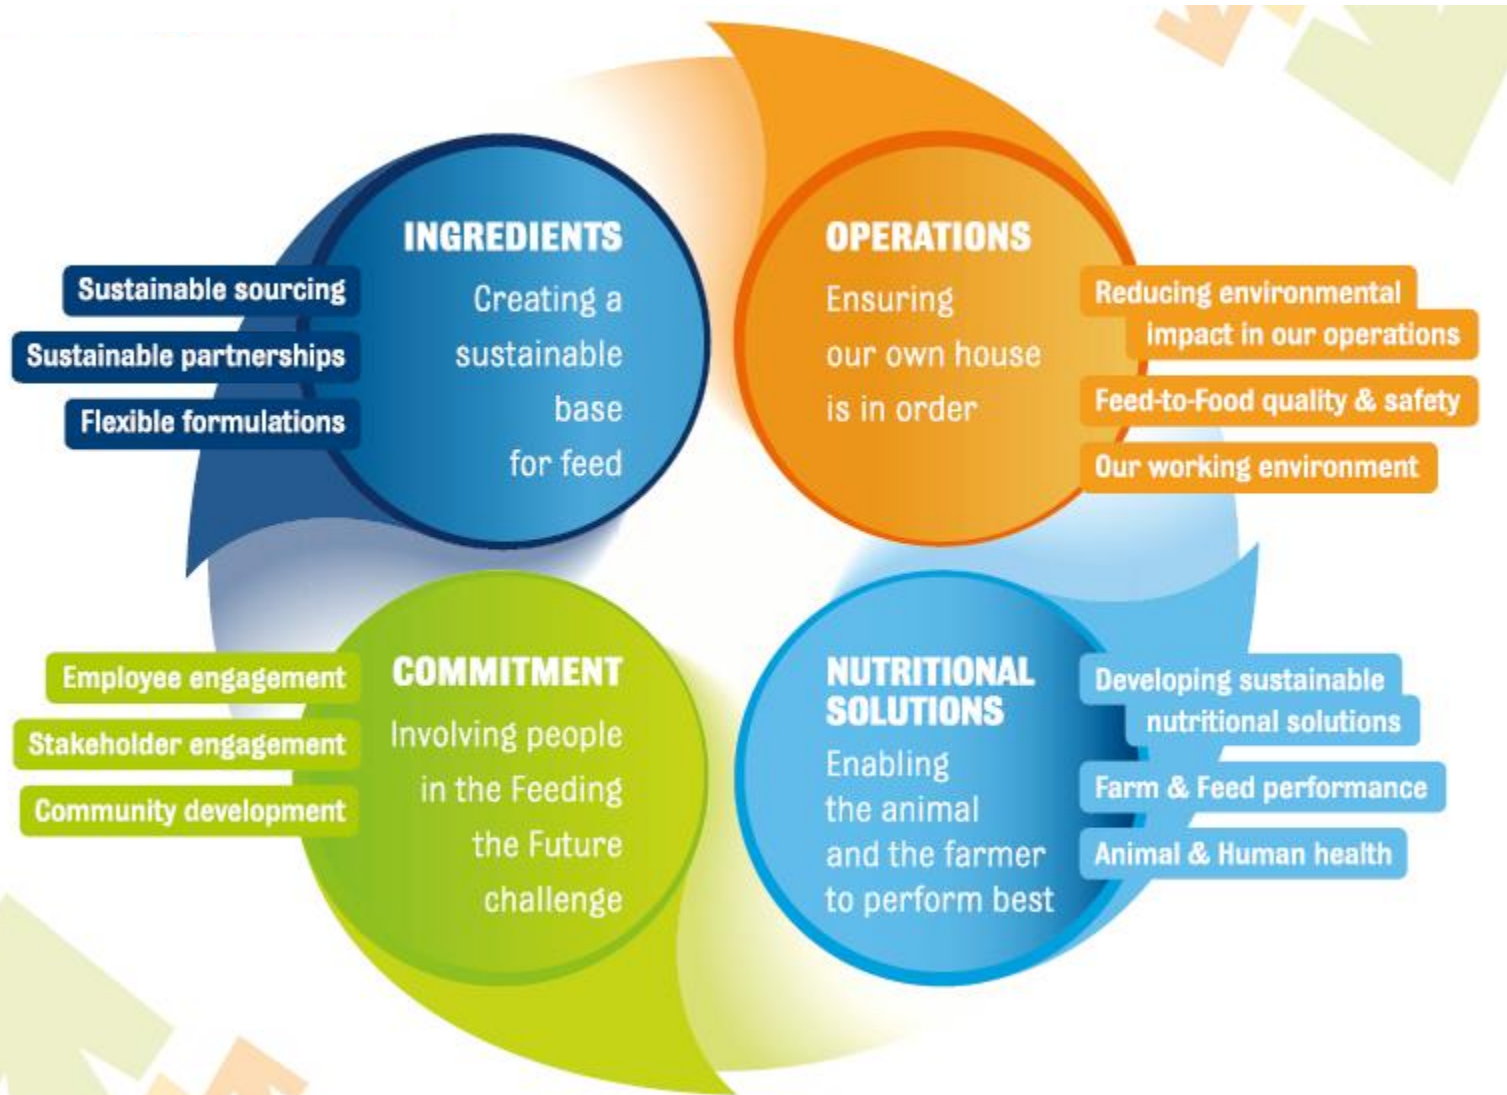 INGREDIENTS
Creating a
sustainable
base
for feed
Sustainable sourcing
Sustainable partnerships
Flexible formulations
OPERATIONS
Ensuring
our own house
is in order
Reducing environmental
impact in our operations
Feed-to-Food quality & safety
Our working environment
COMMITMENT
Involving people
in the Feeding
the Future
challenge
Employee engagement
Stakeholder engagement
Community development
NUTRITIONAL
SOLUTIONS
Enabling
the animal
and the farmer
to perform best
Developing sustainable
nutritional solutions
Farm & Feed performance
Animal & Human health